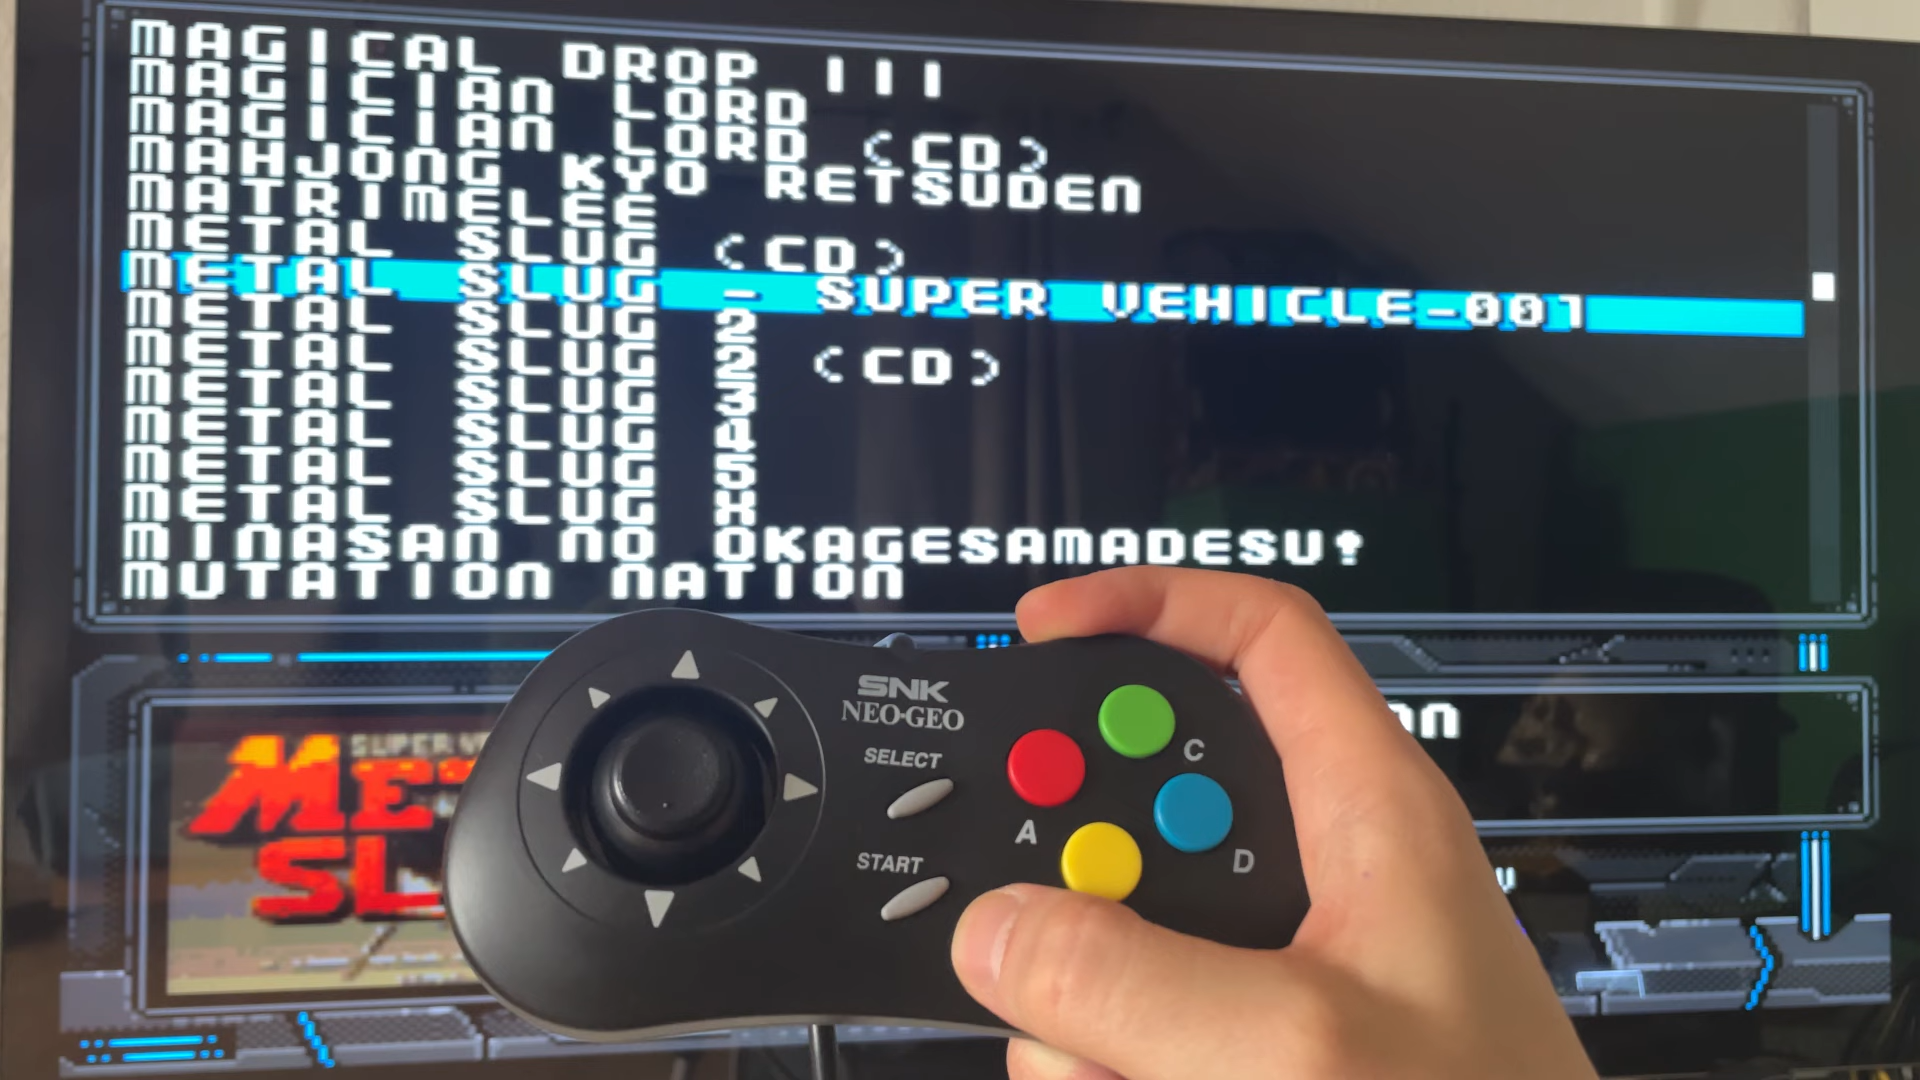 MAGICAL DROP III
MAGICIAN LORD
MAGICIAN LORD (CD)
MAHJONG KYO RETSUDEN
MATRIMELEE
METAL SLUG (CD)
METAL SLUG - SUPER VEHICLE-001
METAL SLUG 2
METAL SLUG 2 (CD)
METAL SLUG 3
METAL SLUG 4
METAL SLUG 5
METAL SLUG X
MINASAN NO OKAGESAMADESU!
MUTATION NATION
SNK
NEO·GEO
SELECT
START
A
C
D
SUPER